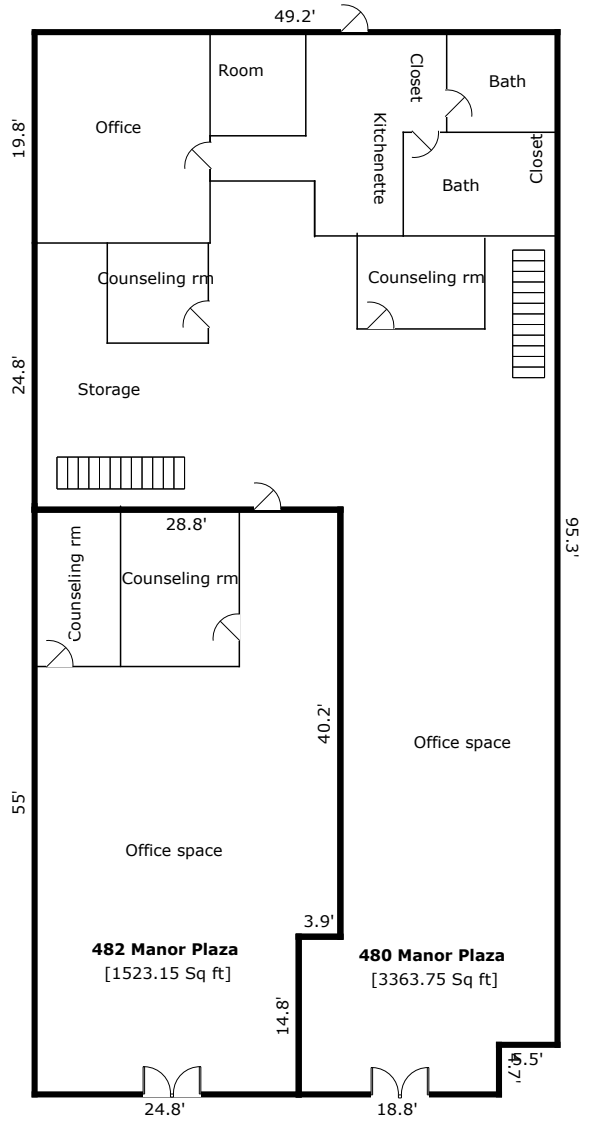 49.2'
Room
Closet
Bath
19.8'
Office
Kitchenette
Closet
Bath
Counseling rm
Counseling rm
24.8'
Storage
28.8'
95.3'
Counseling rm
Counseling rm
40.2'
Office space
55'
Office space
3.9'
482 Manor Plaza
[1523.15 Sq ft]
480 Manor Plaza
[3363.75 Sq ft]
14.8'
5.5'
4.7'
24.8'
18.8'